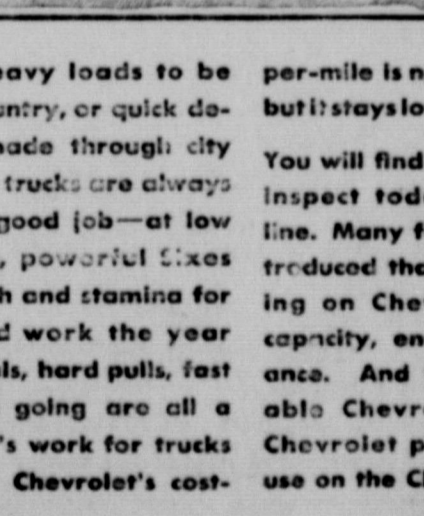 eavy loads to be
untry, or quick de-
ade through city
trucks are always
good job—at low
, powerful Sixes
h and stamina for
d work the year
ls, hard pulls, fast
going are all a
's work for trucks
Chevrolet's cost-
per-mile is n
but it stays lo
You will find
inspect tod
line. Many f
troduced tha
ing on Che
capacity, en
ance. And
able Chevr
Chevrolet p
use on the C